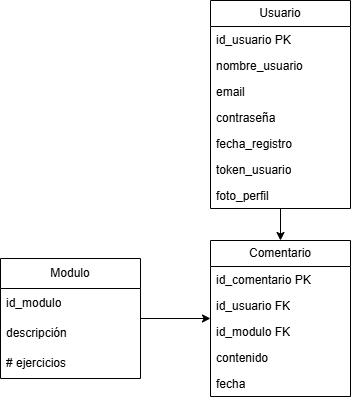 Usuario
id_usuario PK
nombre_usuario
email
contraseña
fecha_registro
token_usuario
foto_perfil
Comentario
id_comentario PK
id_usuario FK
id_modulo FK
contenido
fecha
Modulo
id_modulo
descripción
# ejercicios